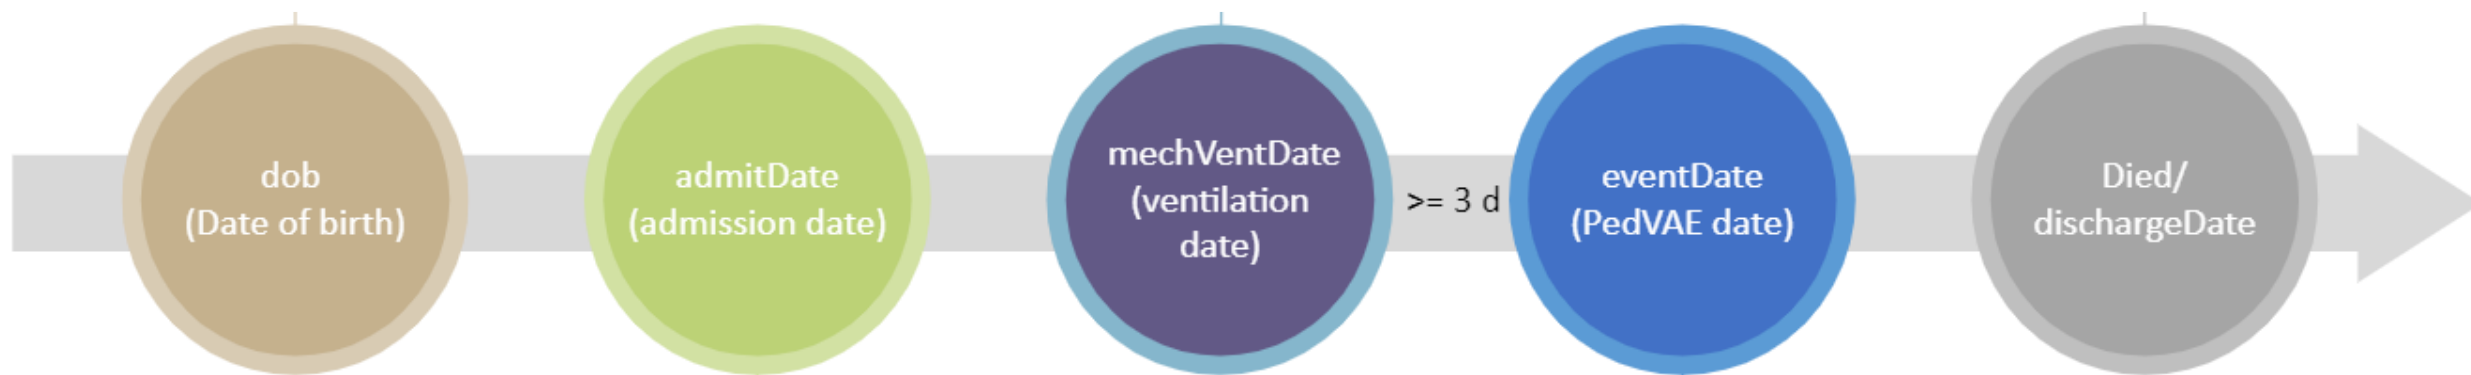 dob
(Date of birth)
admitDate
(admission date)
mechVentDate
(ventilation
date)
>= 3 d
eventDate
(PedVAE date)
Died/
dischargeDate